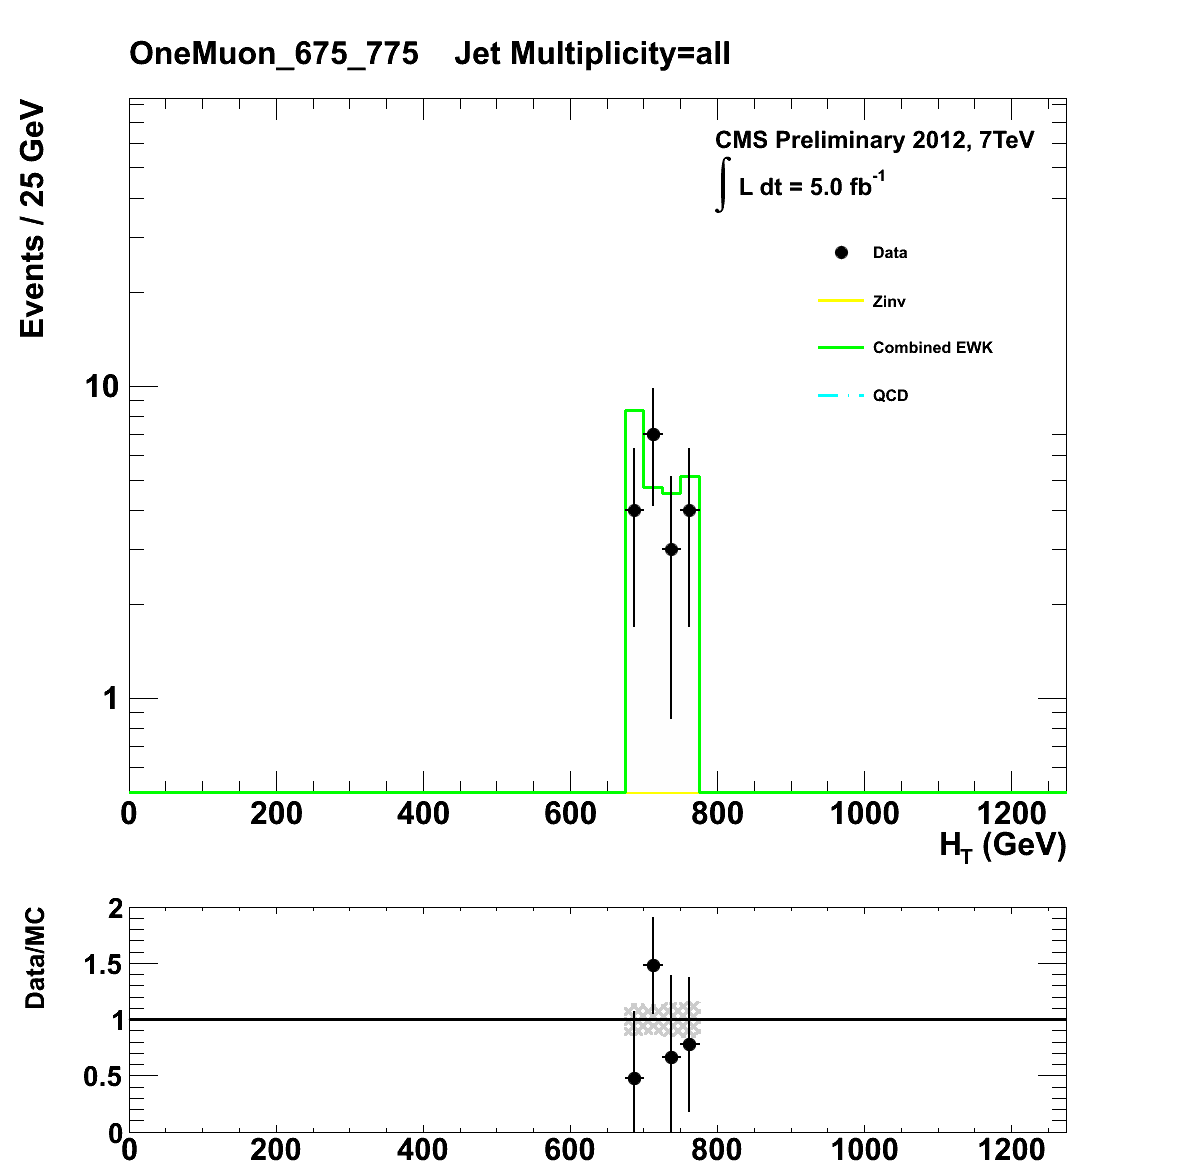 OneMuon_675_775 Jet Multiplicity=all
Events / 25 GeV
CMS Preliminary 2012, 7TeV
∫ L dt = 5.0 fb⁻¹
Data
Zinv
Combined EWK
QCD
10
1
0 200 400 600 800 1000 1200
H_T (GeV)
Data/MC
2
1.5
1
0.5
0
0 200 400 600 800 1000 1200